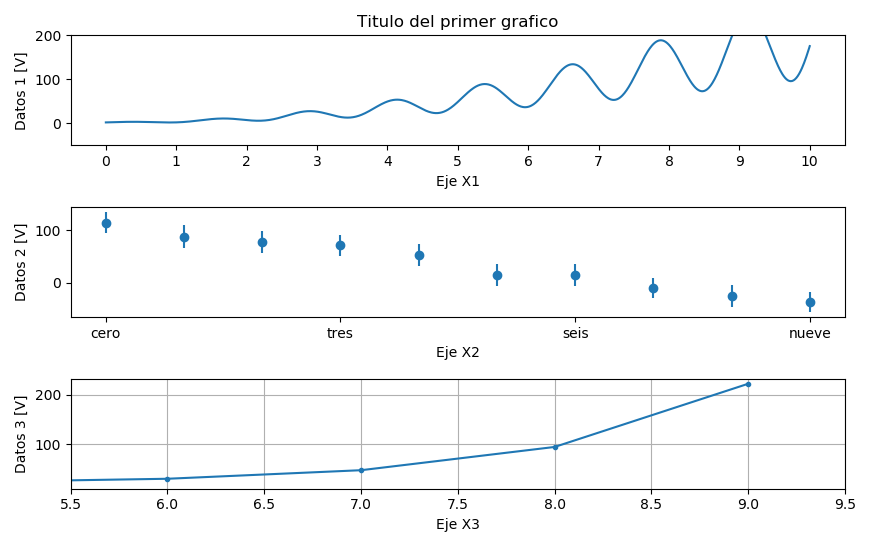 Titulo del primer grafico
Datos 1 [V]
200
100
0
0 1 2 3 4 5 6 7 8 9 10
Eje X1
Datos 2 [V]
100
0
cero tres seis nueve
Eje X2
Datos 3 [V]
200
100
5.5 6.0 6.5 7.0 7.5 8.0 8.5 9.0 9.5
Eje X3